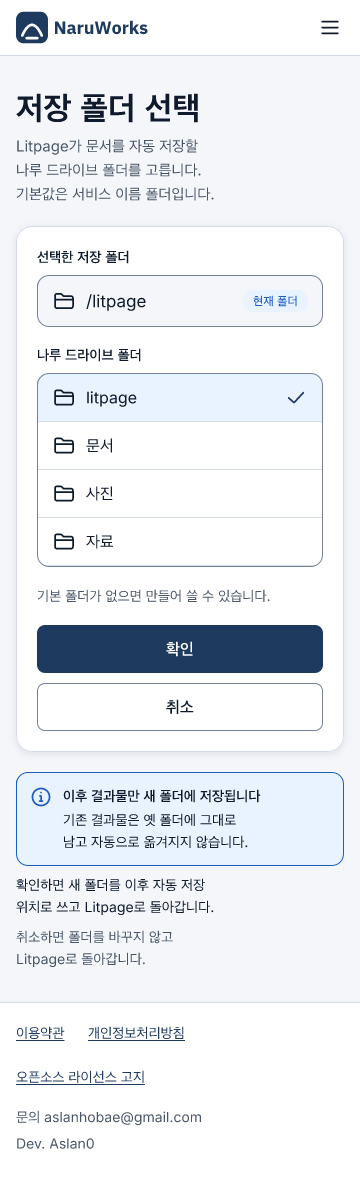 NaruWorks
저장 폴더 선택
Litpage가 문서를 자동 저장할
나루 드라이브 폴더를 고릅니다.
기본값은 서비스 이름 폴더입니다.
선택한 저장 폴더
/litpage 현재 폴더
나루 드라이브 폴더
litpage
문서
사진
자료
기본 폴더가 없으면 만들어 쓸 수 있습니다.
확인
취소
이후 결과물만 새 폴더에 저장됩니다
기존 결과물은 옛 폴더에 그대로
남고 자동으로 옮겨지지 않습니다.
확인하면 새 폴더를 이후 자동 저장
위치로 쓰고 Litpage로 돌아갑니다.
취소하면 폴더를 바꾸지 않고
Litpage로 돌아갑니다.
이용약관 개인정보처리방침
오픈소스 라이선스 고지
문의 aslanhobae@gmail.com
Dev. Aslan0